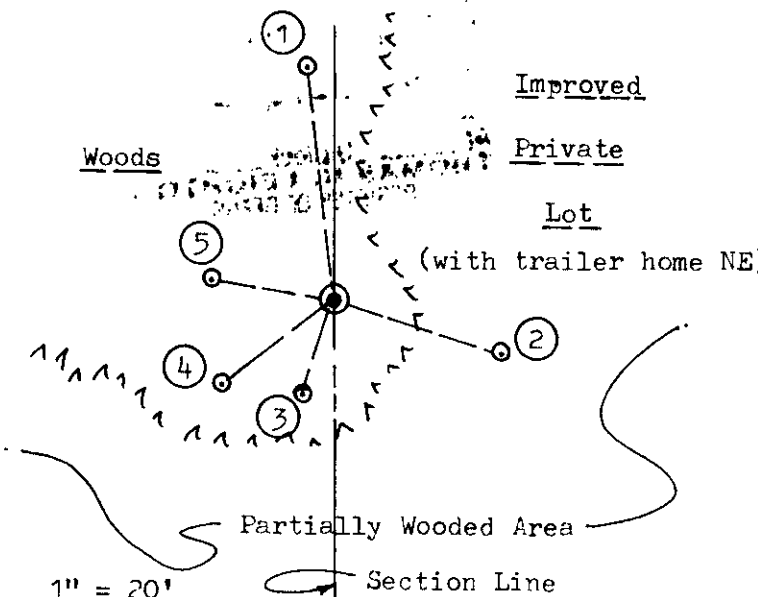 1
Improved
Woods
Private
Lot
5
(with trailer home NE)
2
4
3
Partially Wooded Area
1" = 20'
Section Line